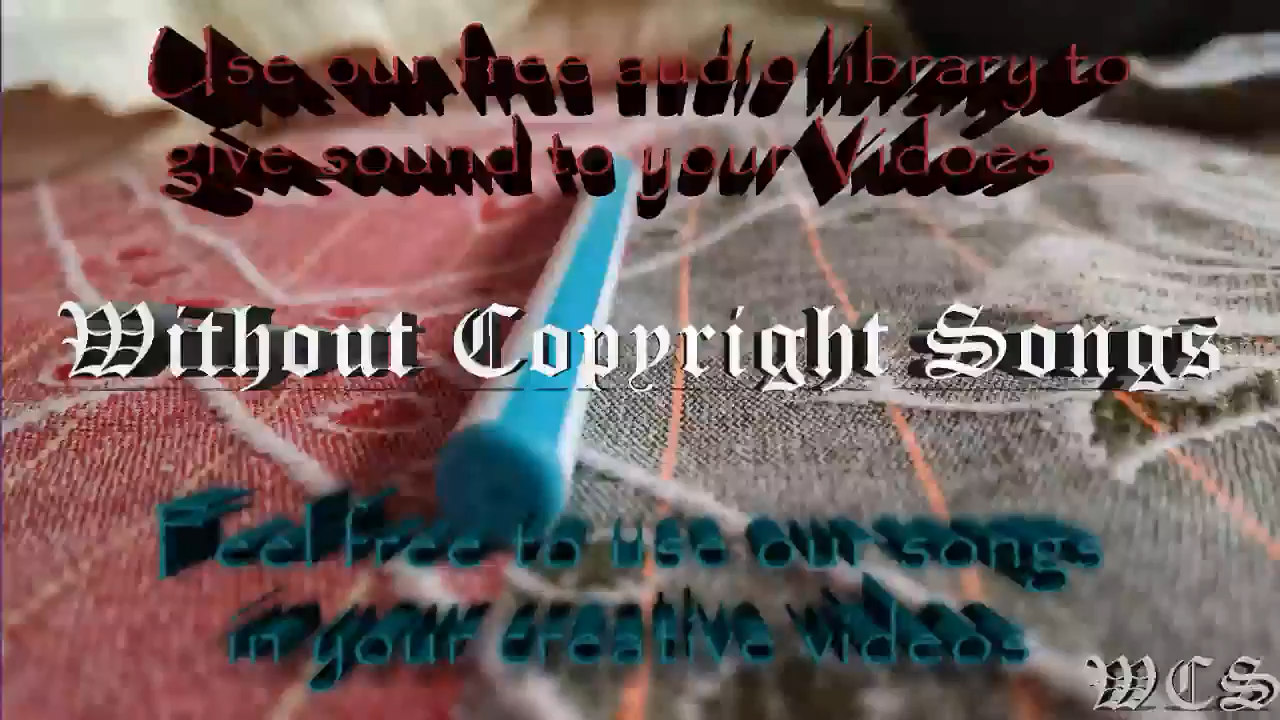 Use our free audio library to
give sound to your Vidoes
Without Copyright Songs
Feel free to use our songs
in your creative videos
WCS